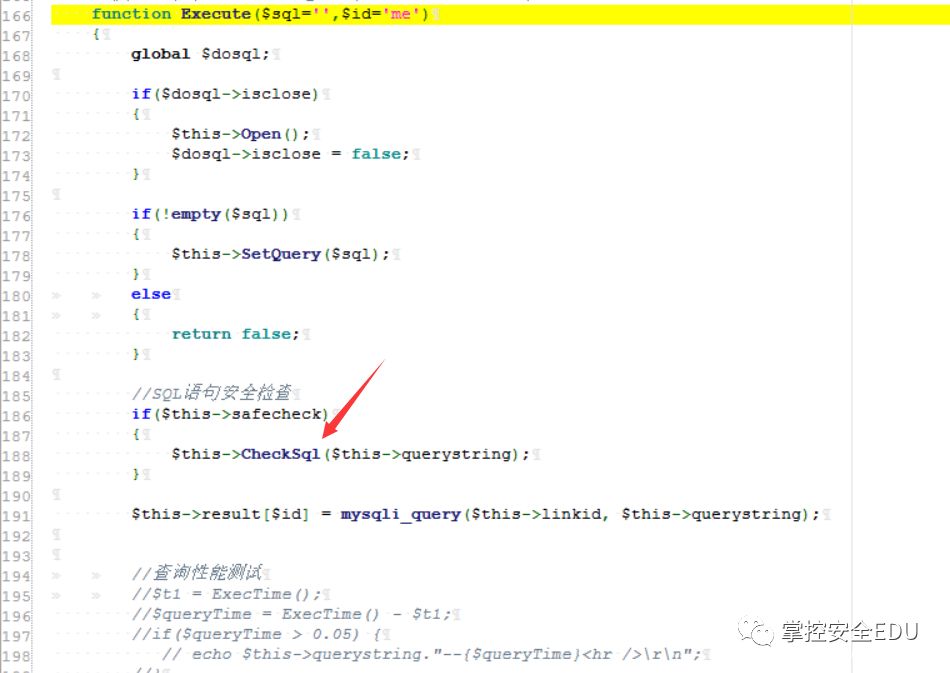 166 function Execute($sql='',$id='me')
167 {
168 global $dosql;
169
170 if($dosql->isclose)
171 {
172 $this->Open();
173 $dosql->isclose = false;
174 }
175
176 if(!empty($sql))
177 {
178 $this->SetQuery($sql);
179 }
180 else
181 {
182 return false;
183 }
184
185 //SQL语句安全检查
186 if($this->safecheck)
187 {
188 $this->CheckSql($this->querystring);
189 }
190
191 $this->result[$id] = mysqli_query($this->linkid, $this->querystring);
192
193
194 //查询性能测试
195 //$t1 = ExecTime();
196 //$queryTime = ExecTime() - $t1;
197 //if($queryTime > 0.05) {
198 // echo $this->querystring."--{$queryTime}<hr />\r\n";
掌控安全EDU